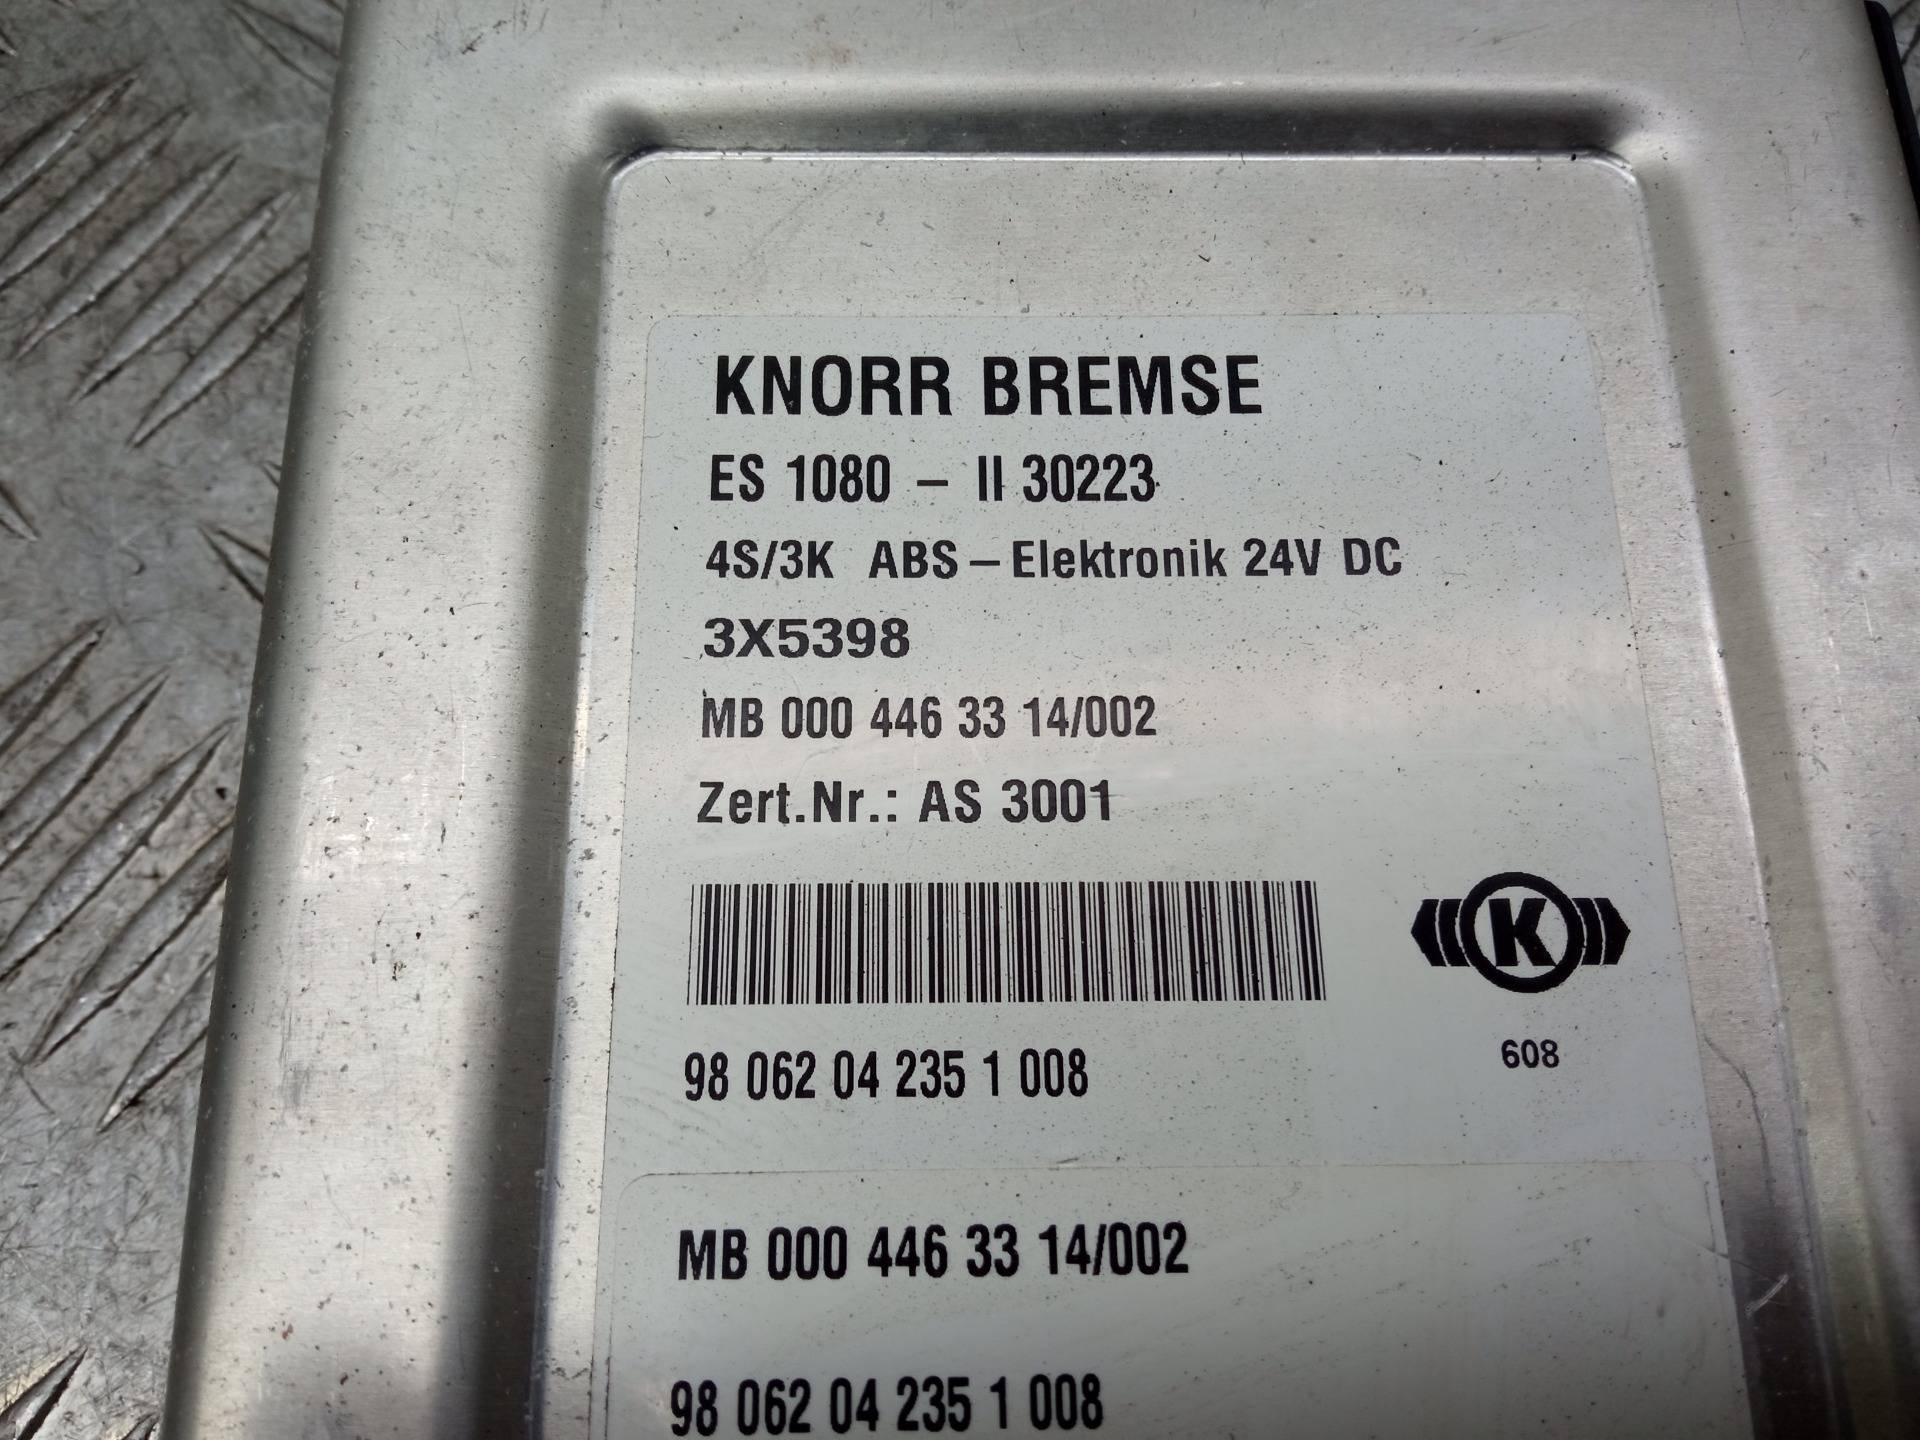 KNORR BREMSE
ES 1080 – II 30223
4S/3K ABS – Elektronik 24V DC
3X5398
MB 000 446 33 14/002
Zert.Nr.: AS 3001
K
98 062 04 235 1 008
608
MB 000 446 33 14/002
98 062 04 235 1 008